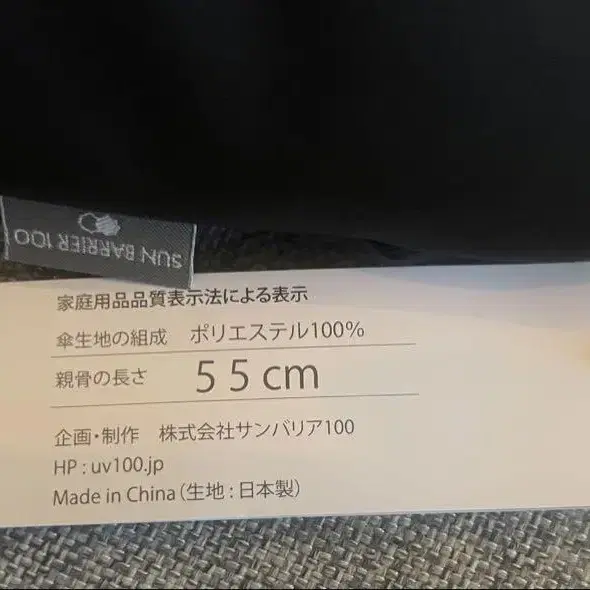 SUN BARRIER 100
家庭用品品質表示法による表示
傘生地の組成 ポリエステル100%
親骨の長さ 55cm
企画・制作 株式会社サンバリア100
HP : uv100.jp
Made in China (生地 : 日本製)